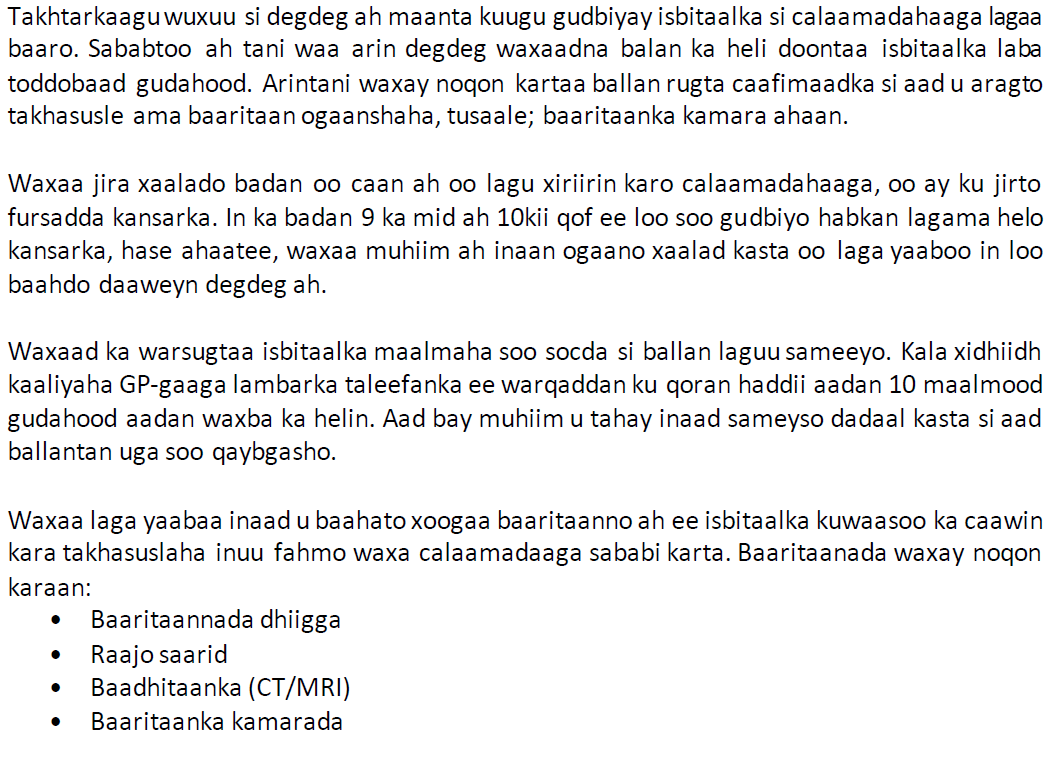 Takhtarkaagu wuxuu si degdeg ah maanta kuugu gudbiyay isbitaalka si calaamadahaaga lagaa
baaro. Sababtoo ah tani waa arin degdeg waxaadna balan ka heli doontaa isbitaalka laba
toddobaad gudahood. Arintani waxay noqon kartaa ballan rugta caafimaadka si aad u aragto
takhasusle ama baaritaan ogaanshaha, tusaale; baaritaanka kamara ahaan.
Waxaa jira xaalado badan oo caan ah oo lagu xiriirin karo calaamadahaaga, oo ay ku jirto
fursadda kansarka. In ka badan 9 ka mid ah 10kii qof ee loo soo gudbiyo habkan lagama helo
kansarka, hase ahaatee, waxaa muhiim ah inaan ogaano xaalad kasta oo laga yaaboo in loo
baahdo daaweyn degdeg ah.
Waxaad ka warsugtaa isbitaalka maalmaha soo socda si ballan laguu sameeyo. Kala xidhiidh
kaaliyaha GP-gaaga lambarka taleefanka ee warqaddan ku qoran haddii aadan 10 maalmood
gudahood aadan waxba ka helin. Aad bay muhiim u tahay inaad sameyso dadaal kasta si aad
ballantan uga soo qaybgasho.
Waxaa laga yaabaa inaad u baahato xoogaa baaritaanno ah ee isbitaalka kuwaasoo ka caawin
kara takhasuslaha inuu fahmo waxa calaamadaaga sababi karta. Baaritaanada waxay noqon
karaan:
• Baaritaannada dhiigga
• Raajo saarid
• Baadhitaanka (CT/MRI)
• Baaritaanka kamarada